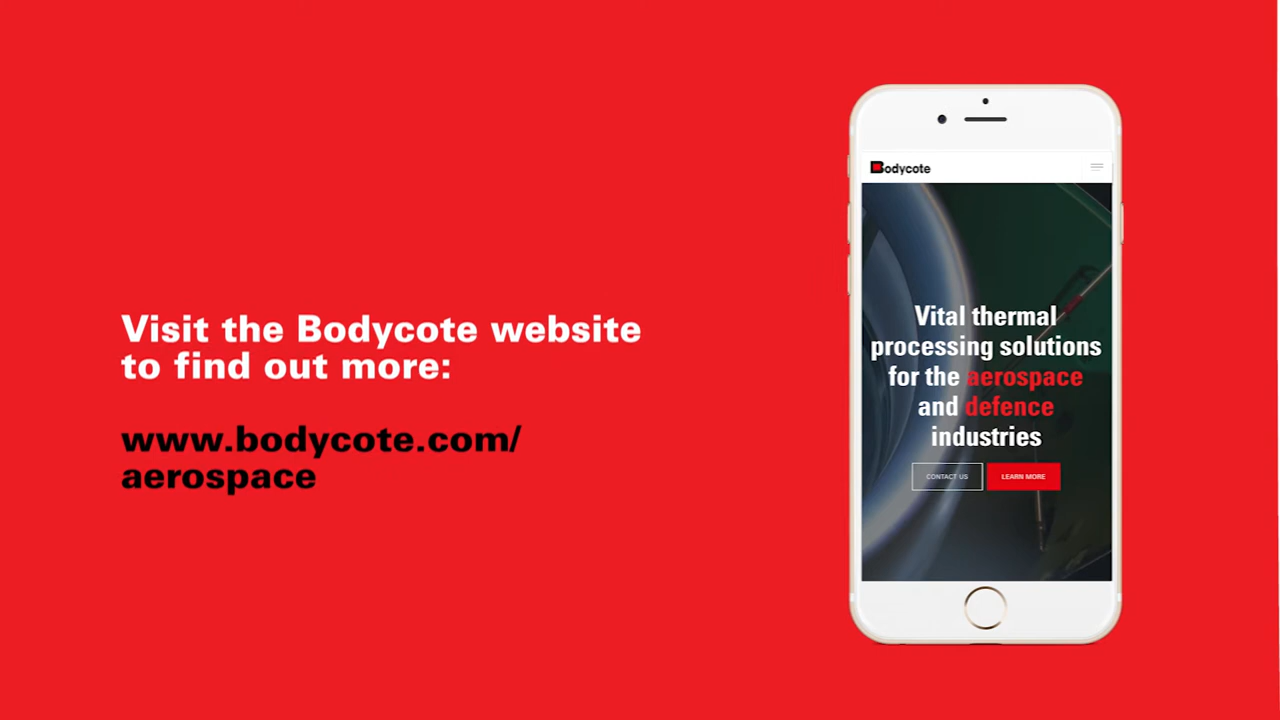 Visit the Bodycote website
to find out more:
www.bodycote.com/
aerospace
Bodycote
Vital thermal
processing solutions
for the aerospace
and defence
industries
CONTACT US
LEARN MORE